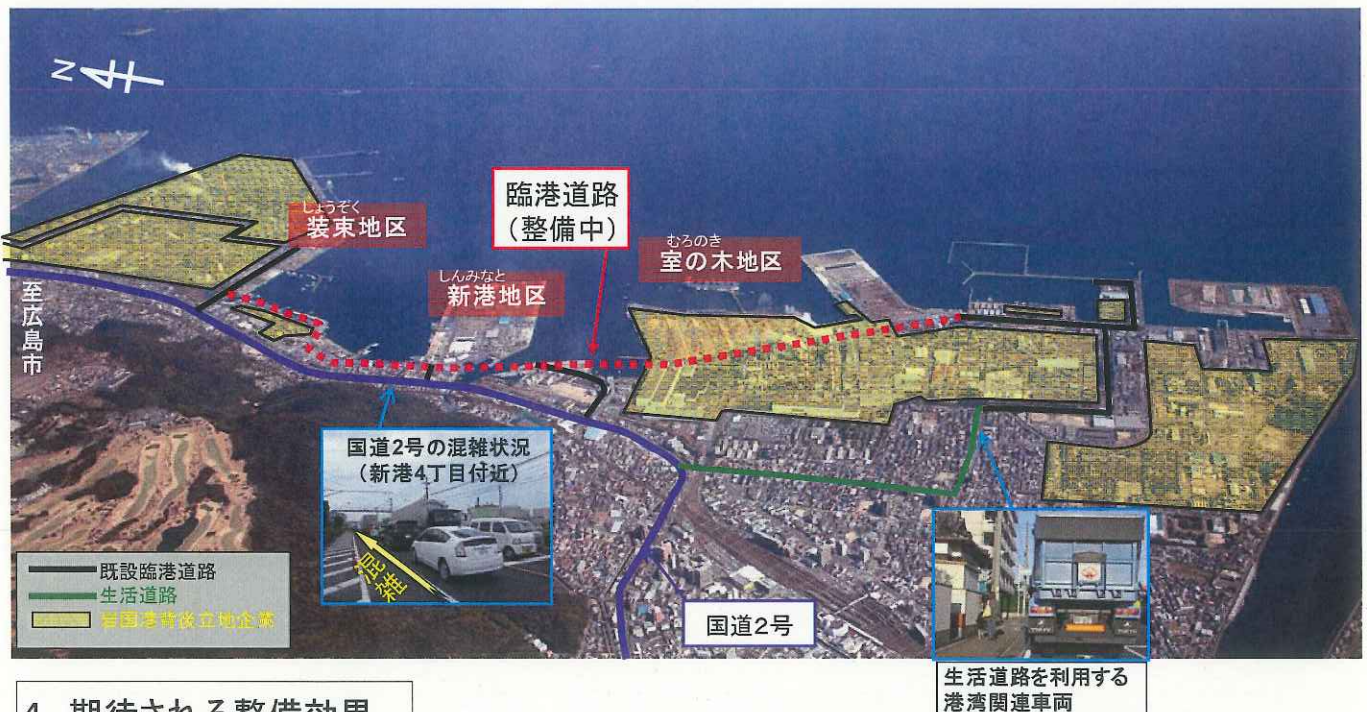 N
しょうぞく
装束地区
臨港道路
(整備中)
むろのき
室の木地区
しんみなと
新港地区
至広島市
国道2号の混雑状況
(新港4丁目付近)
混雑
既設臨港道路
生活道路
岩国港背後立地企業
国道2号
生活道路を利用する
港湾関連車両
4. 期待される整備効果